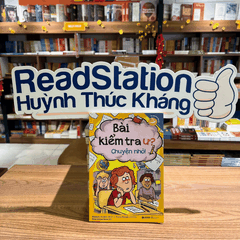 ReadStation
Huỳnh Thúc Kháng
Bài
kiểm tra ư?
Chuyện nhỏ!